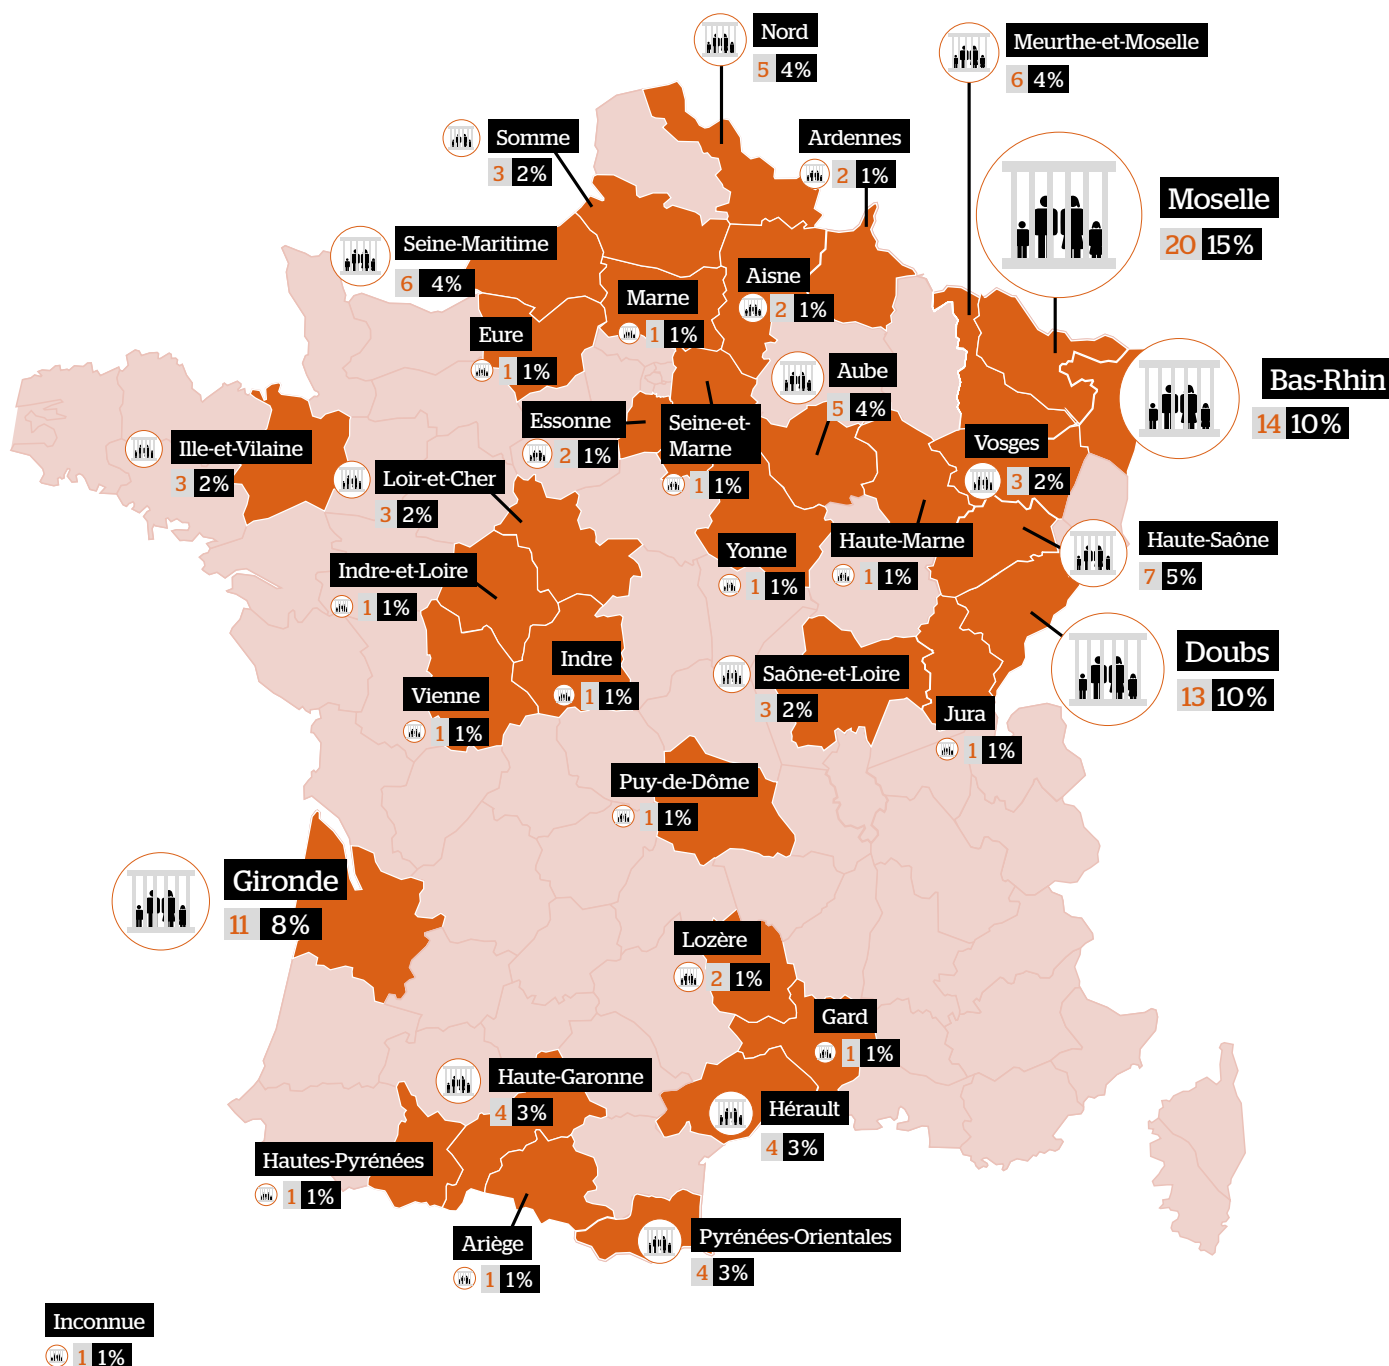 Nord
5 4%
Meurthe-et-Moselle
6 4%
Somme
3 2%
Ardennes
2 1%
Moselle
20 15%
Seine-Maritime
6 4%
Aisne
2 1%
Marne
1 1%
Eure
1 1%
Aube
5 4%
Bas-Rhin
14 10%
Essonne
2 1%
Seine-et-
Marne
1 1%
Vosges
3 2%
Ille-et-Vilaine
3 2%
Loir-et-Cher
3 2%
Yonne
1 1%
Haute-Marne
1 1%
Haute-Saône
7 5%
Indre-et-Loire
1 1%
Indre
1 1%
Saône-et-Loire
3 2%
Doubs
13 10%
Vienne
1 1%
Jura
1 1%
Puy-de-Dôme
1 1%
Gironde
11 8%
Lozère
2 1%
Gard
1 1%
Haute-Garonne
4 3%
Hérault
4 3%
Hautes-Pyrénées
1 1%
Ariège
1 1%
Pyrénées-Orientales
4 3%
Inconnue
1 1%